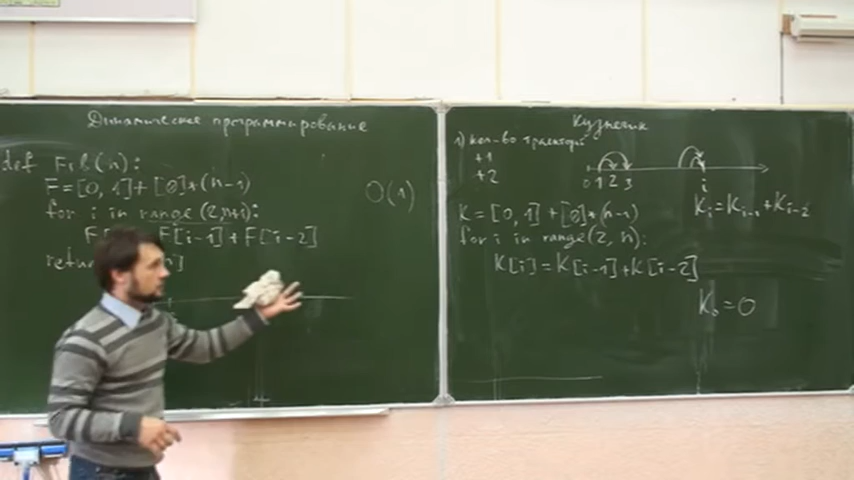 Динамическое программирование
def Fib(n):
F=[0, 1]+[0]*(n-1)
for i in range(2,n+1):
F[i-1]+F[i-2]
O(1)
Кузнечик
1) кол-во траекторий
+1
+2
0 1 2 3 i
K=[0, 1]+[0]*(n-1)
for i in range(2, n):
K[i]=K[i-1]+K[i-2]
Kᵢ=Kᵢ₋₁+Kᵢ₋₂
K₀=0